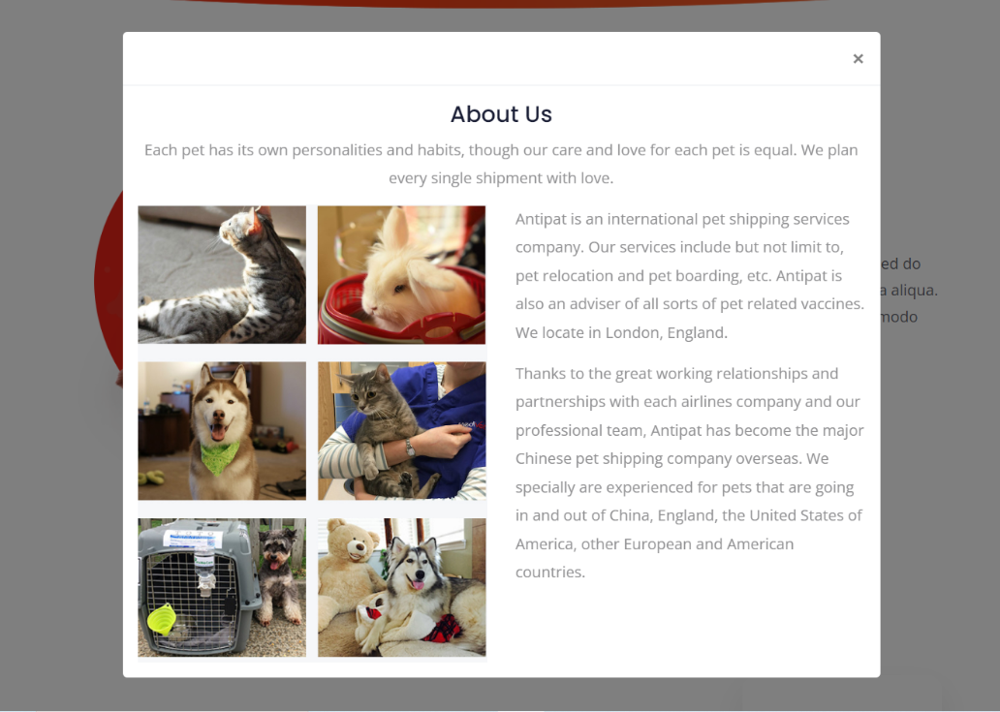 ×
About Us
Each pet has its own personalities and habits, though our care and love for each pet is equal. We plan
every single shipment with love.
Antipat is an international pet shipping services
company. Our services include but not limit to,
pet relocation and pet boarding, etc. Antipat is
also an adviser of all sorts of pet related vaccines.
We locate in London, England.
Thanks to the great working relationships and
partnerships with each airlines company and our
professional team, Antipat has become the major
Chinese pet shipping company overseas. We
specially are experienced for pets that are going
in and out of China, England, the United States of
America, other European and American
countries.
ed do
a aliqua.
modo